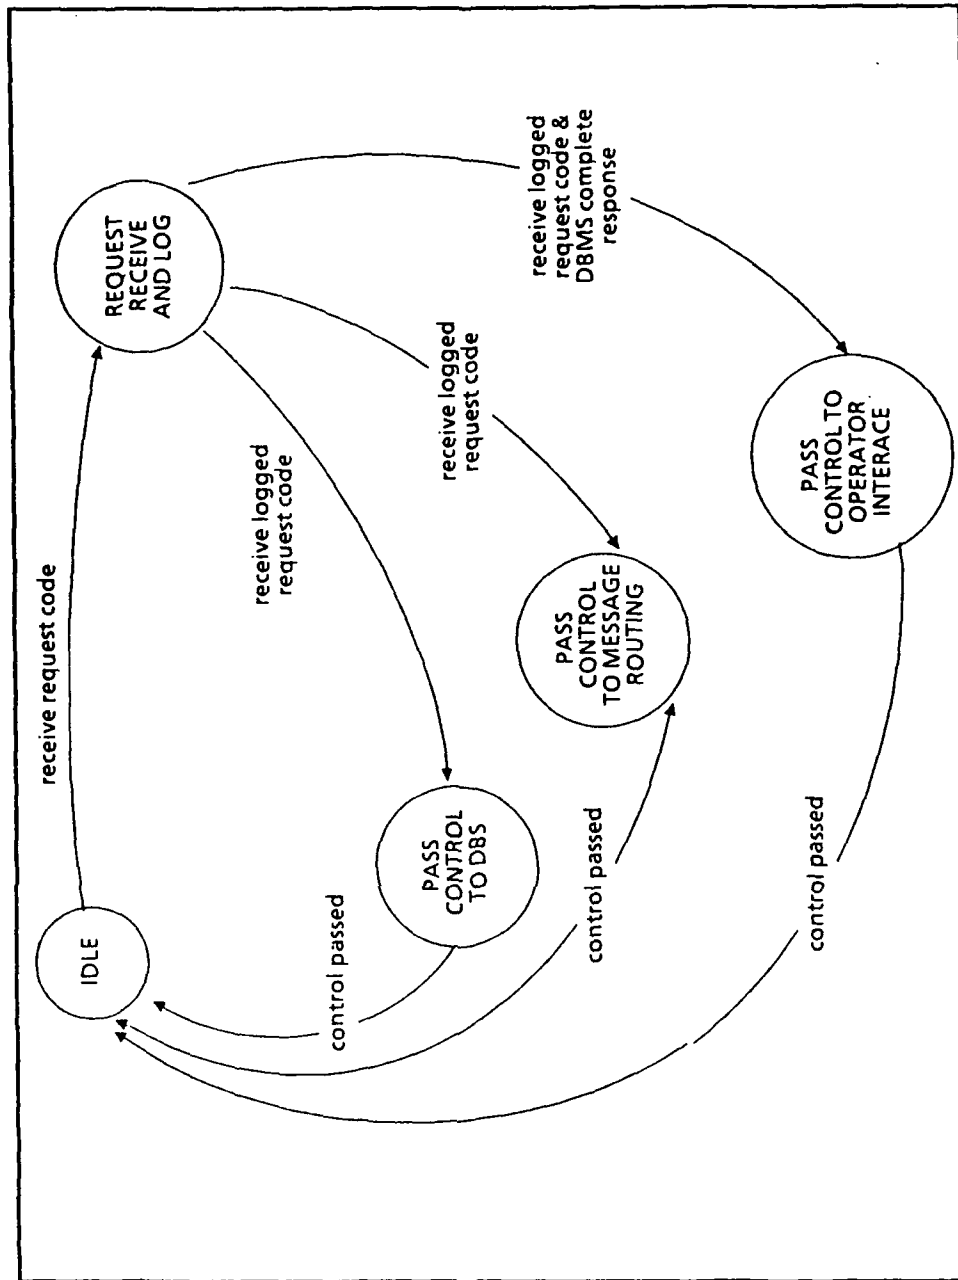 IDLE
receive request code
REQUEST
RECEIVE
AND LOG
control passed
PASS
CONTROL
TO DBS
receive logged
request code
control passed
PASS
CONTROL
TO MESSAGE
ROUTING
receive logged
request code
receive logged
request code &
DBMS complete
response
control passed
PASS
CONTROL TO
OPERATOR
INTERACE